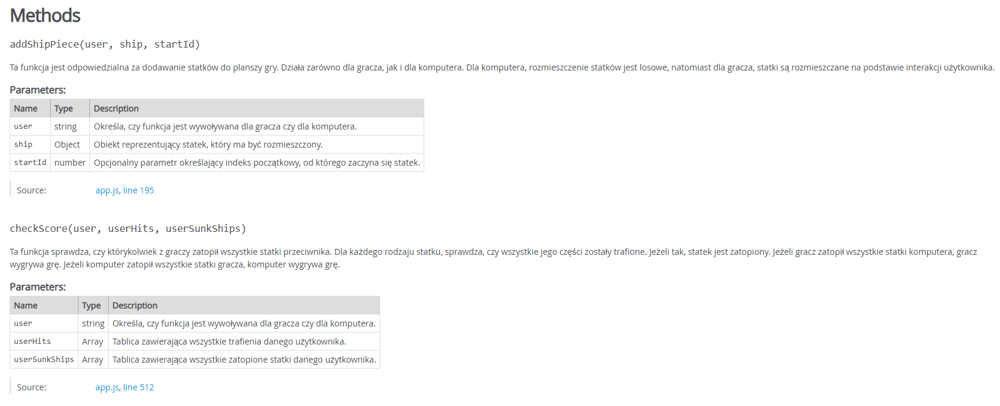 Methods
addShipPiece(user, ship, startId)
Ta funkcja jest odpowiedzialna za dodawanie statków do planszy gry. Działa zarówno dla gracza, jak i dla komputera. Dla komputera, rozmieszczenie statków jest losowe, natomiast dla gracza, statki są rozmieszczane na podstawie interakcji użytkownika.
Parameters:
Name Type Description
user string Określa, czy funkcja jest wywoływana dla gracza czy dla komputera.
ship Object Obiekt reprezentujący statek, który ma być rozmieszczony.
startId number Opcjonalny parametr określający indeks początkowy, od którego zaczyna się statek.
Source: app.js, line 195
checkScore(user, userHits, userSunkShips)
Ta funkcja sprawdza, czy którykolwiek z graczy zatopił wszystkie statki przeciwnika. Dla każdego rodzaju statku, sprawdza, czy wszystkie jego części zostały trafione. Jeżeli tak, statek jest zatopiony. Jeżeli gracz zatopił wszystkie statki komputera, gracz
wygrywa grę. Jeżeli komputer zatopił wszystkie statki gracza, komputer wygrywa grę.
Parameters:
Name Type Description
user string Określa, czy funkcja jest wywoływana dla gracza czy dla komputera.
userHits Array Tablica zawierająca wszystkie trafienia danego użytkownika.
userSunkShips Array Tablica zawierająca wszystkie zatopione statki danego użytkownika.
Source: app.js, line 512